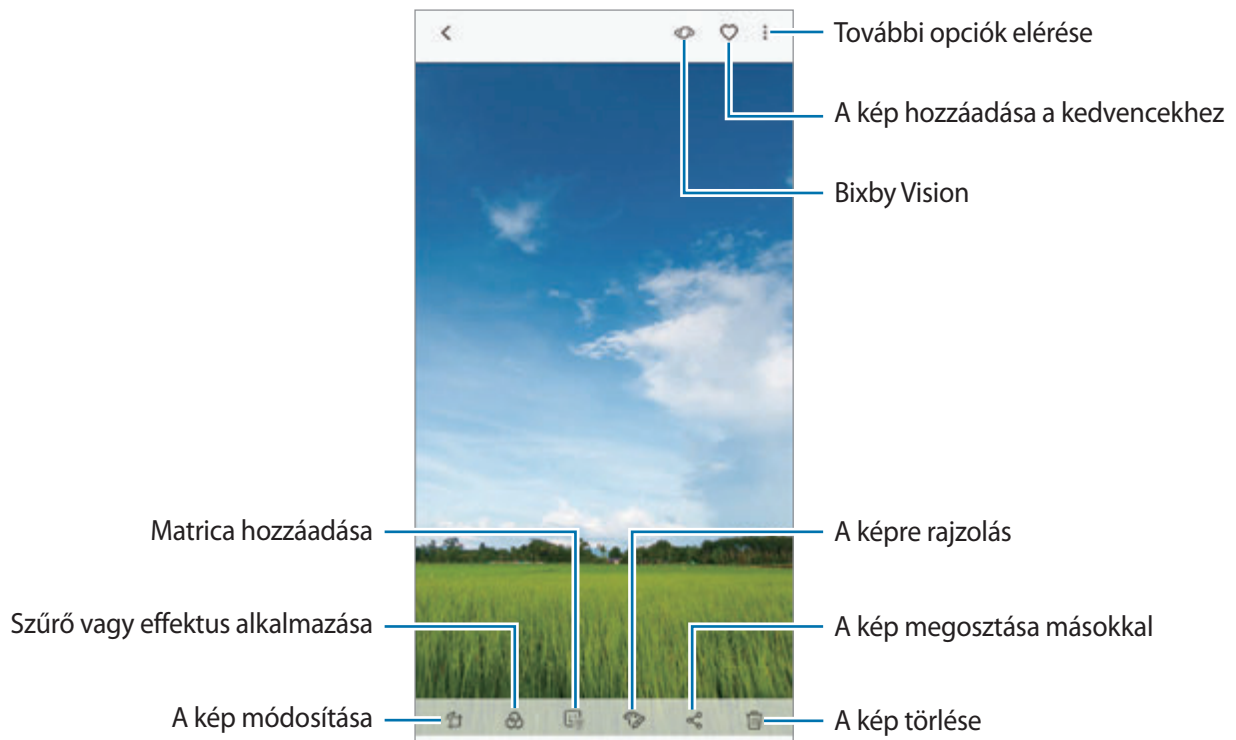 További opciók elérése
A kép hozzáadása a kedvencekhez
Bixby Vision
Matrica hozzáadása
A képre rajzolás
Szűrő vagy effektus alkalmazása
A kép megosztása másokkal
A kép módosítása
A kép törlése